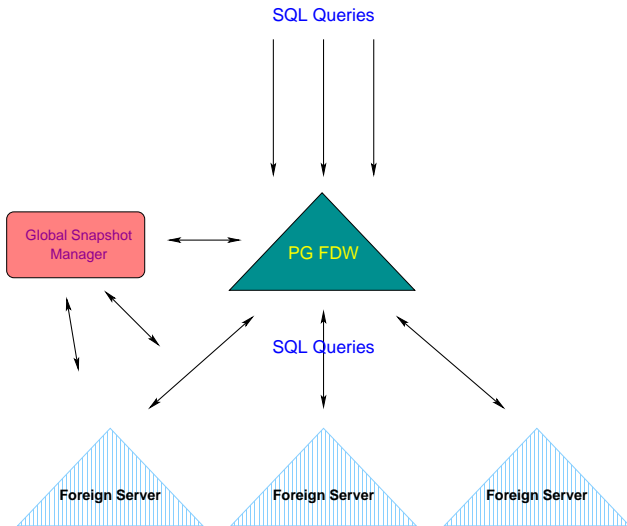 SQL Queries
Global Snapshot
Manager
PG FDW
SQL Queries
Foreign Server
Foreign Server
Foreign Server